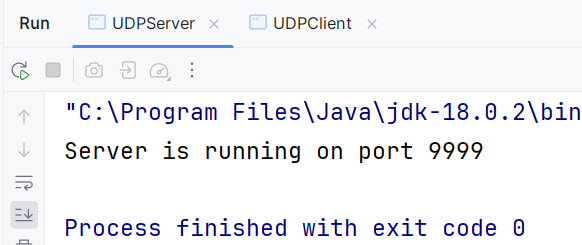 Run UDPServer UDPClient
"C:\Program Files\Java\jdk-18.0.2\bin
Server is running on port 9999
Process finished with exit code 0